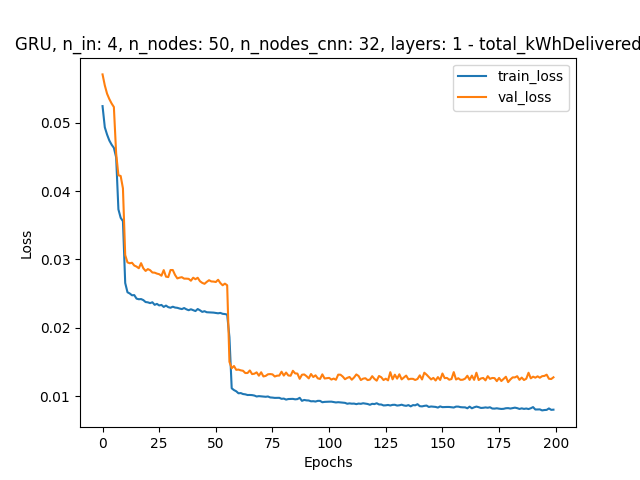 GRU, n_in: 4, n_nodes: 50, n_nodes_cnn: 32, layers: 1 - total_kWhDelivered
train_loss
val_loss
Loss
0.05
0.04
0.03
0.02
0.01
0 25 50 75 100 125 150 175 200
Epochs